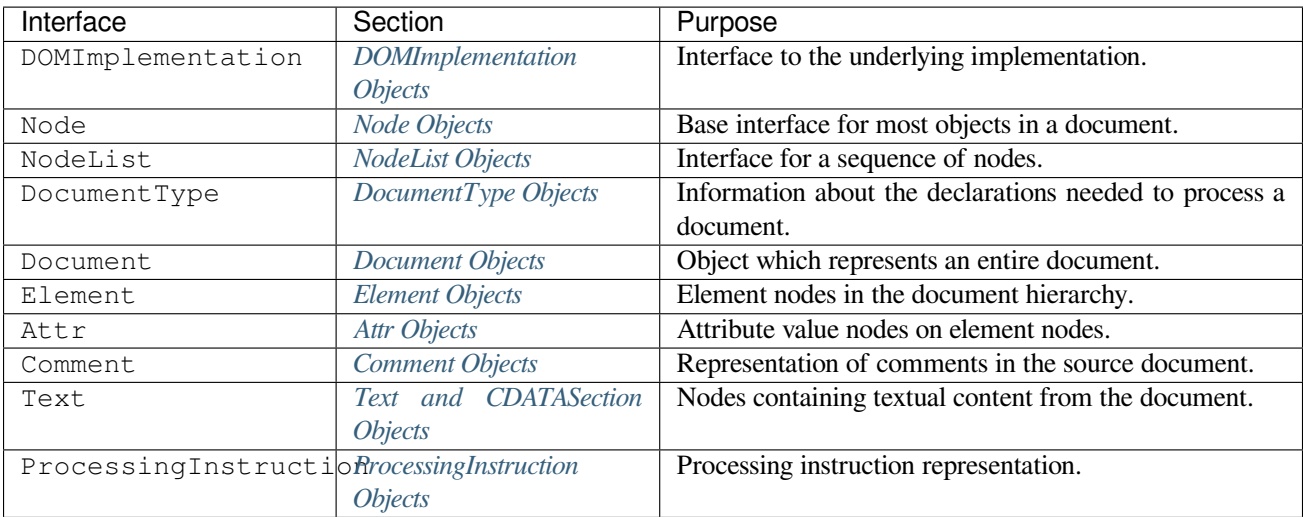 Interface Section Purpose
DOMImplementation DOMImplementation Interface to the underlying implementation.
Objects
Node Node Objects Base interface for most objects in a document.
NodeList NodeList Objects Interface for a sequence of nodes.
DocumentType DocumentType Objects Information about the declarations needed to process a
document.
Document Document Objects Object which represents an entire document.
Element Element Objects Element nodes in the document hierarchy.
Attr Attr Objects Attribute value nodes on element nodes.
Comment Comment Objects Representation of comments in the source document.
Text Text and CDATASection Nodes containing textual content from the document.
Objects
ProcessingInstruction ProcessingInstruction Processing instruction representation.
Objects